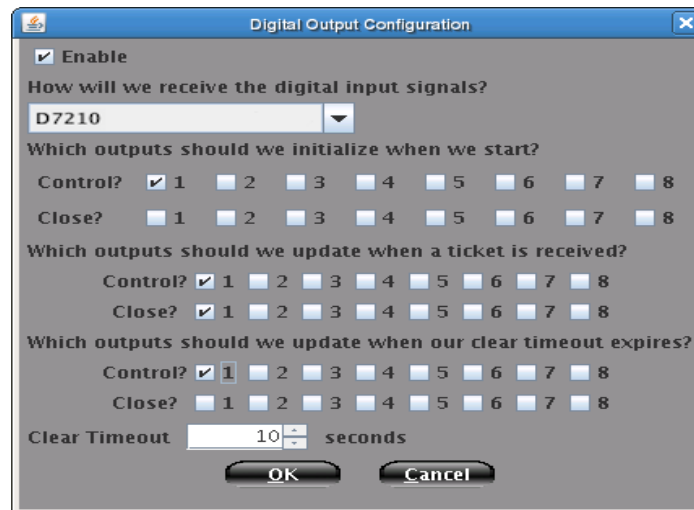 Digital Output Configuration
Enable
How will we receive the digital input signals?
D7210
Which outputs should we initialize when we start?
Control? 1 2 3 4 5 6 7 8
Close? 1 2 3 4 5 6 7 8
Which outputs should we update when a ticket is received?
Control? 1 2 3 4 5 6 7 8
Close? 1 2 3 4 5 6 7 8
Which outputs should we update when our clear timeout expires?
Control? 1 2 3 4 5 6 7 8
Close? 1 2 3 4 5 6 7 8
Clear Timeout 10 seconds
OK Cancel